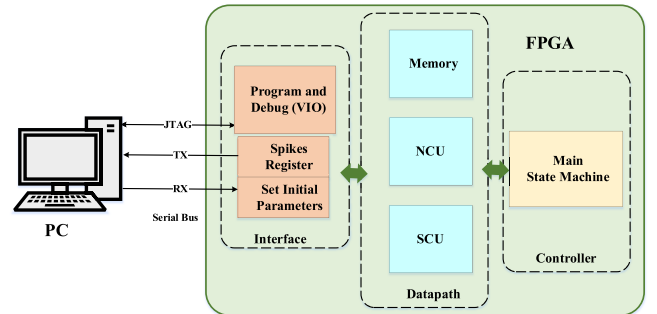 FPGA
Program and
Debug (VIO)
Spikes
Register
Set Initial
Parameters
Interface
Memory
NCU
SCU
Datapath
Main
State Machine
Controller
JTAG
TX
RX
Serial Bus
PC